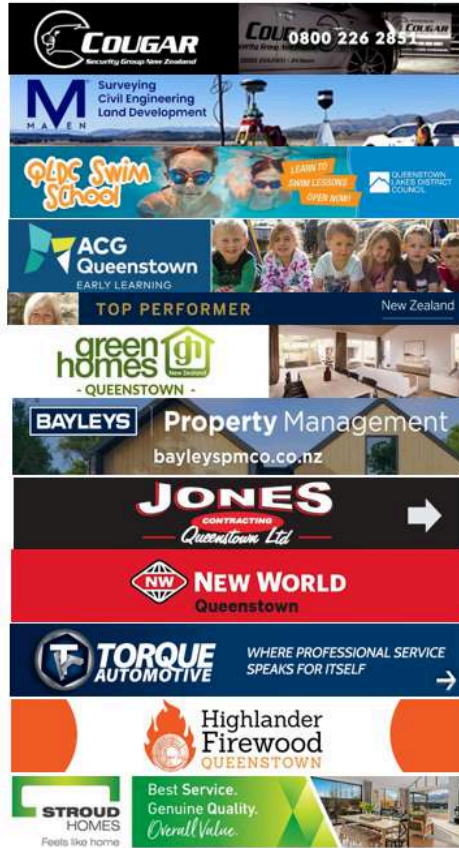 COUGAR
Security Group New Zealand
0800 226 2851
COUGAR
MAVEN
Surveying
Civil Engineering
Land Development
QLDC SWIM
SCHOOL
LEARN TO
SWIM LESSONS
OPEN NOW!
QUEENSTOWN
LAKES DISTRICT
COUNCIL
ACG
Queenstown
EARLY LEARNING
TOP PERFORMER
New Zealand
green
homes gh
New Zealand
- QUEENSTOWN -
BAYLEYS Property Management
bayleyspmco.co.nz
JONES
CONTRACTING
Queenstown Ltd
NW NEW WORLD
Queenstown
TORQUE
AUTOMOTIVE
WHERE PROFESSIONAL SERVICE
SPEAKS FOR ITSELF
Highlander
Firewood
QUEENSTOWN
STROUD
HOMES
Feels like home
Best Service.
Genuine Quality.
Overall Value.